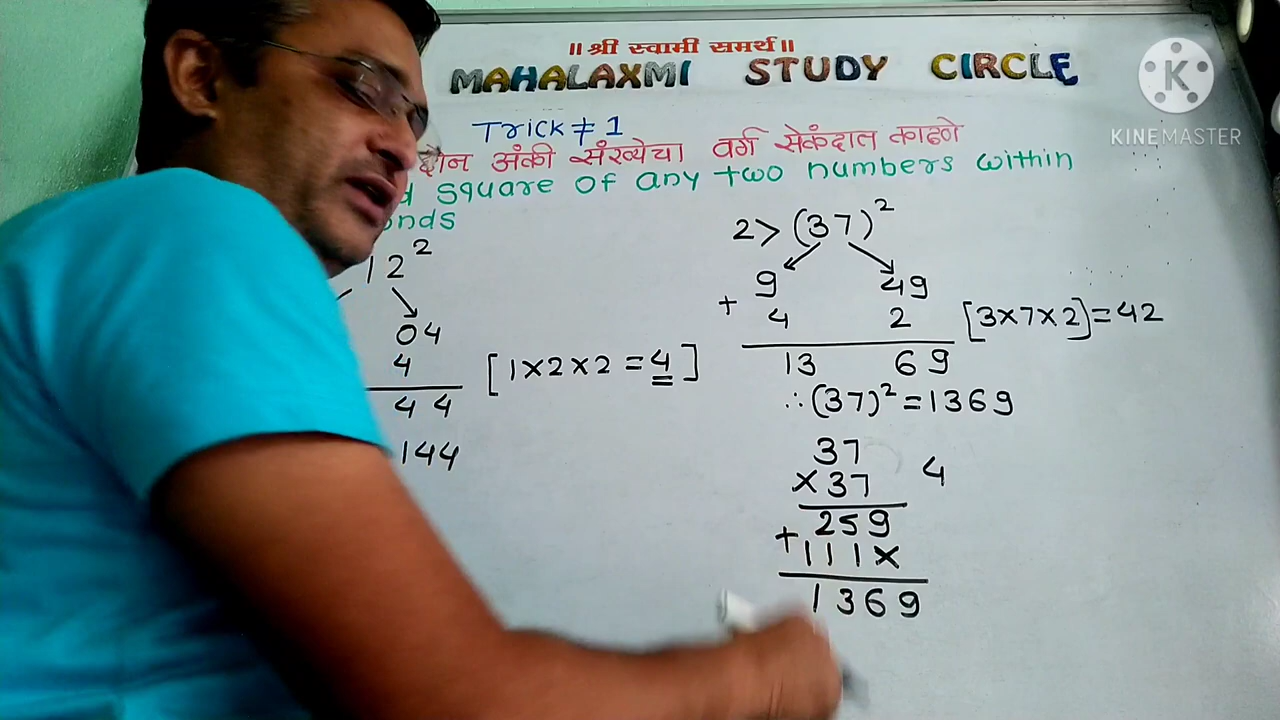 ॥ श्री स्वामी समर्थ॥
MAHALAXMI STUDY CIRCLE
KINEMASTER
Trick ≠ 1
दोन अंकी संख्येचा वर्ग सेकंदात काढणे
square of any two numbers within
onds
12²
04
4 [1×2×2 = 4]
44
144
2> (37)²
9 49
+ 4 2 [3×7×2]=42
13 69
∴(37)² = 1369
37 4
×37
259
+111×
1369